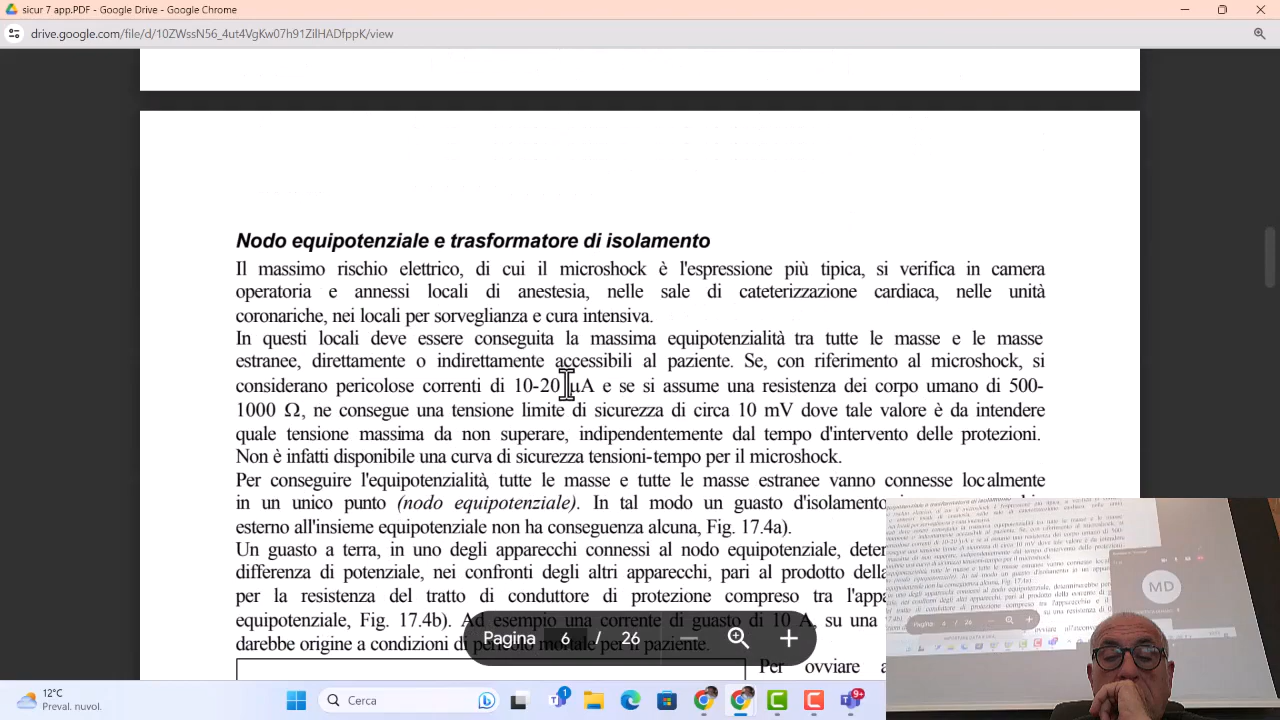 sicur 7 app.PDF - Google Drive - Google Chrome
drive.google.com/file/d/10ZWssN56_4ut4VgKw07h91ZiIHADfppK/view
Nodo equipotenziale e trasformatore di isolamento
Il massimo rischio elettrico, di cui il microshock è l'espressione più tipica, si verifica in camera
operatoria e annessi locali di anestesia, nelle sale di cateterizzazione cardiaca, nelle unità
coronariche, nei locali per sorveglianza e cura intensiva.
In questi locali deve essere conseguita la massima equipotenzialità tra tutte le masse e le masse
estranee, direttamente o indirettamente accessibili al paziente. Se, con riferimento al microshock, si
considerano pericolose correnti di 10-20 μA e se si assume una resistenza dei corpo umano di 500-
1000 Ω, ne consegue una tensione limite di sicurezza di circa 10 mV dove tale valore è da intendere
quale tensione massima da non superare, indipendentemente dal tempo d'intervento delle protezioni.
Non è infatti disponibile una curva di sicurezza tensioni-tempo per il microshock.
Per conseguire l'equipotenzialità, tutte le masse e tutte le masse estranee vanno connesse localmente
in un unico punto (nodo equipotenziale). In tal modo un guasto d'isolamento
esterno all'insieme equipotenziale non ha conseguenza alcuna, Fig. 17.4a).
Un guasto a terra, in uno degli apparecchi connessi al nodo equipotenziale,
differenza di potenziale, nei confronti degli altri apparecchi, pari al prodotto della
per la resistenza del tratto di conduttore di protezione compreso tra
equipotenziale, Fig. 17.4b). Ad esempio una corrente di guasto di 10 A, su una
darebbe origine a condizioni di pericolo mortale per il paziente.
Per ovviare
Pagina 6 / 26
MD
Pagina 4 / 26
12°C
Preval. nuvol.
Cerca
1
9+